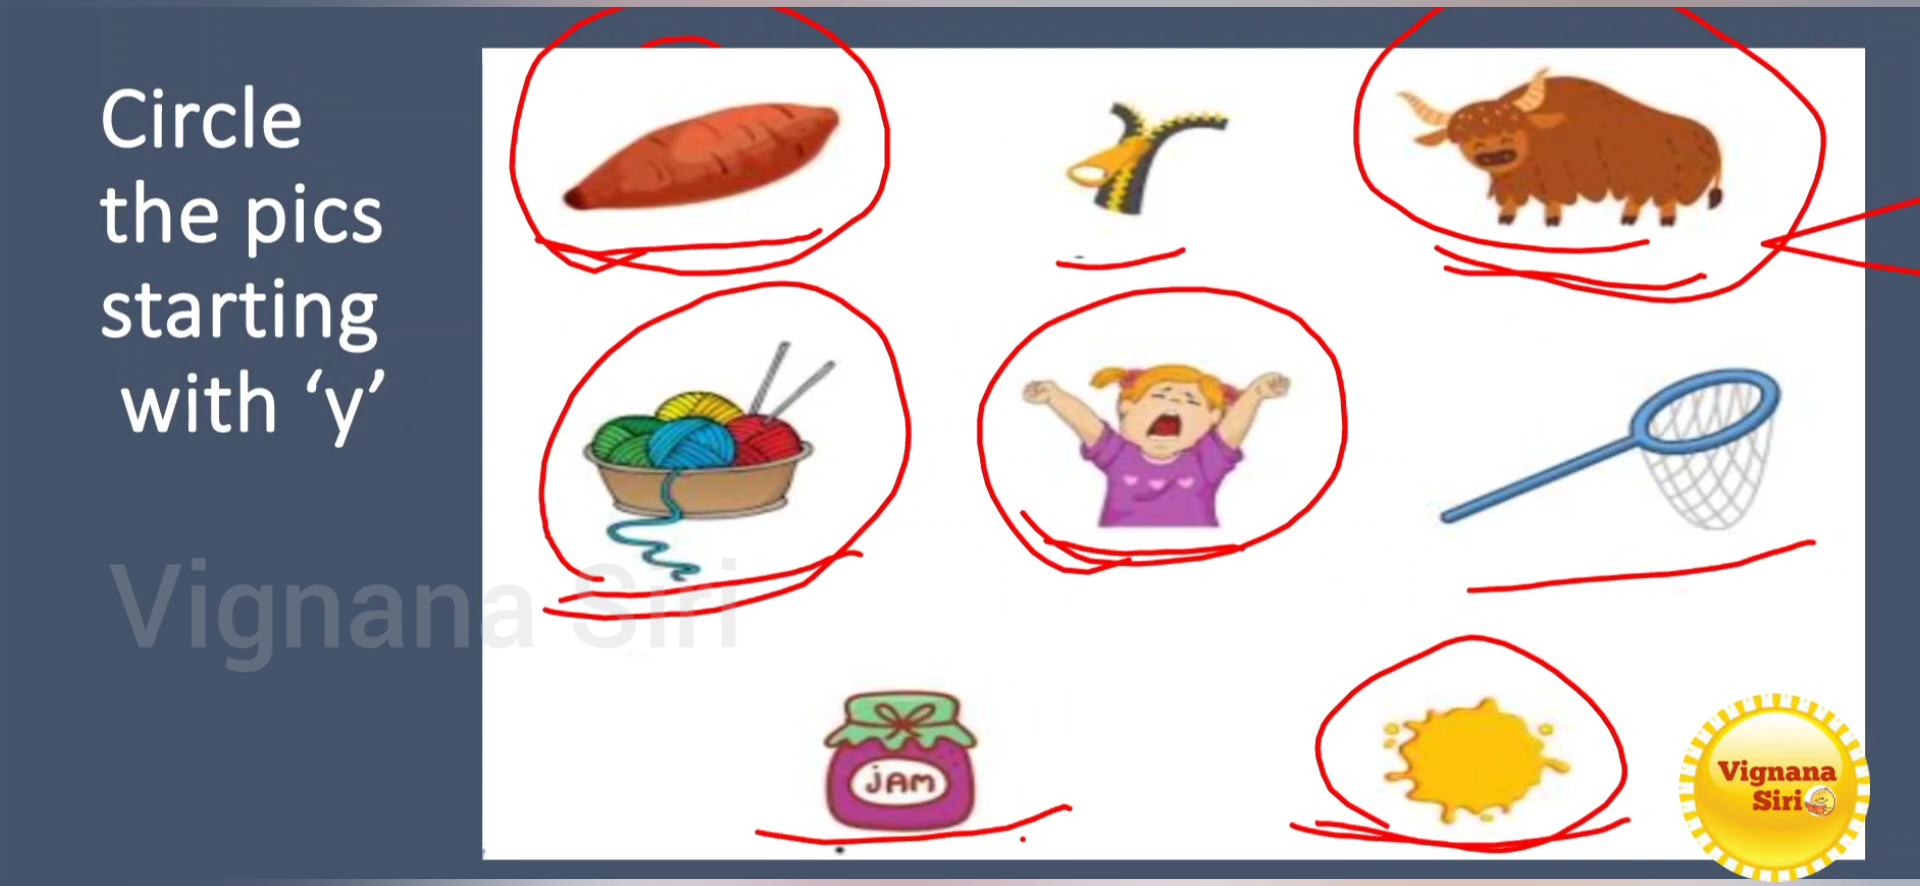 Circle
the pics
starting
with ‘y’
Vignana Siri
JAM
Vignana
Siri